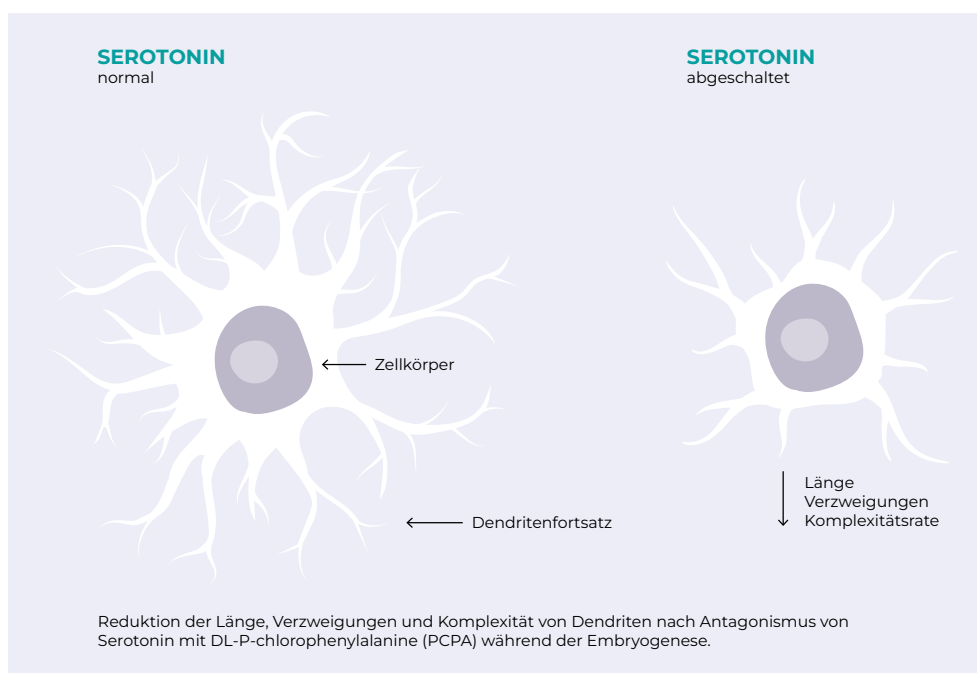 SEROTONIN
normal
SEROTONIN
abgeschaltet
Zellkörper
Dendritenfortsatz
Länge
Verzweigungen
Komplexitätsrate
Reduktion der Länge, Verzweigungen und Komplexität von Dendriten nach Antagonismus von
Serotonin mit DL-P-chlorophenylalanine (PCPA) während der Embryogenese.